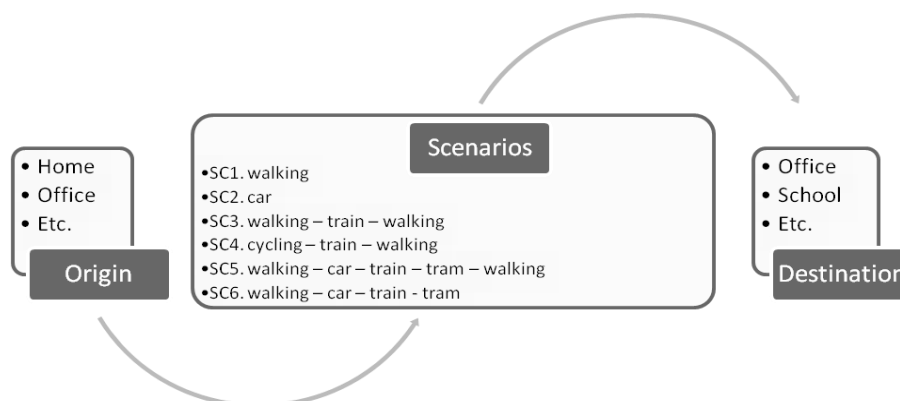 • Home
• Office
• Etc.
Origin
Scenarios
•SC1. walking
•SC2. car
•SC3. walking – train – walking
•SC4. cycling – train – walking
•SC5. walking – car – train – tram – walking
•SC6. walking – car – train - tram
• Office
• School
• Etc.
Destination